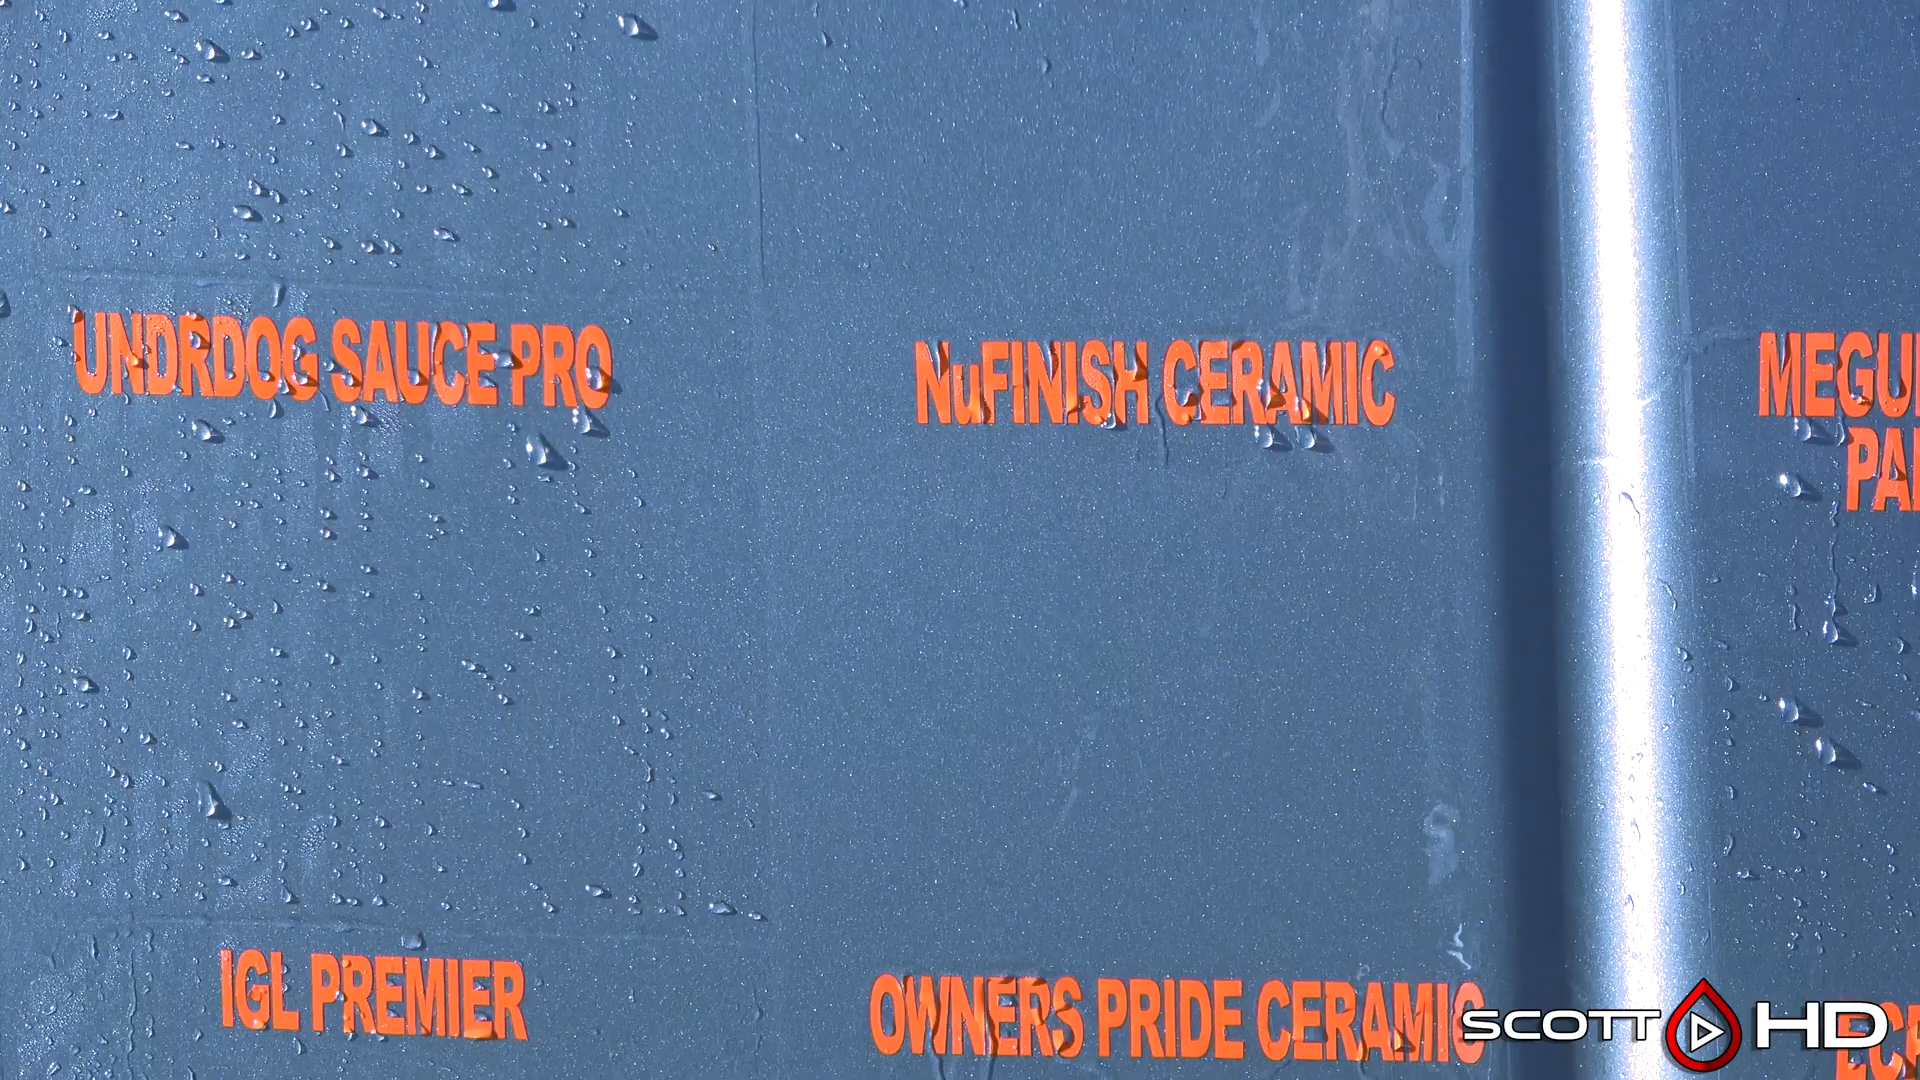 UNDRDOG SAUCE PRO
NuFINISH CERAMIC
IGL PREMIER
OWNERS PRIDE CERAMIC
SCOTT HD